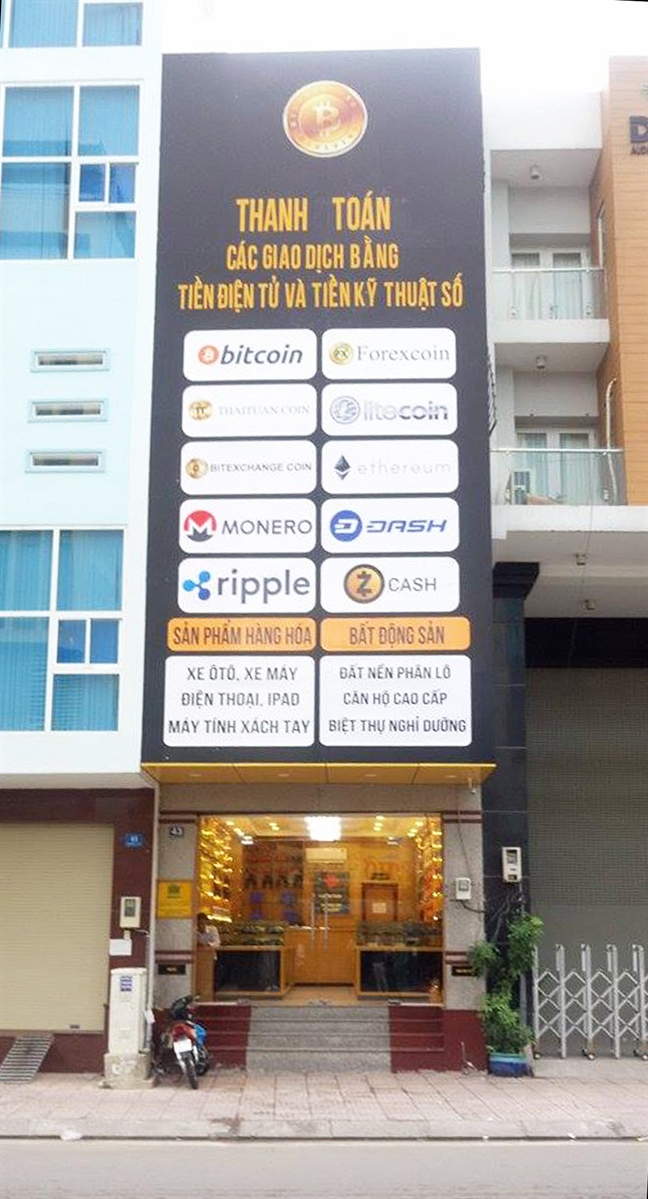 THANH TOÁN
CÁC GIAO DỊCH BẰNG
TIỀN ĐIỆN TỬ VÀ TIỀN KỸ THUẬT SỐ
bitcoin
Forexcoin
THAITUAN COIN
litecoin
BITEXCHANGE COIN
ethereum
MONERO
DASH
ripple
CASH
SẢN PHẨM HÀNG HÓA
BẤT ĐỘNG SẢN
XE ÔTÔ, XE MÁY
ĐIỆN THOẠI, IPAD
MÁY TÍNH XÁCH TAY
ĐẤT NỀN PHÂN LÔ
CĂN HỘ CAO CẤP
BIỆT THỰ NGHỈ DƯỠNG
43